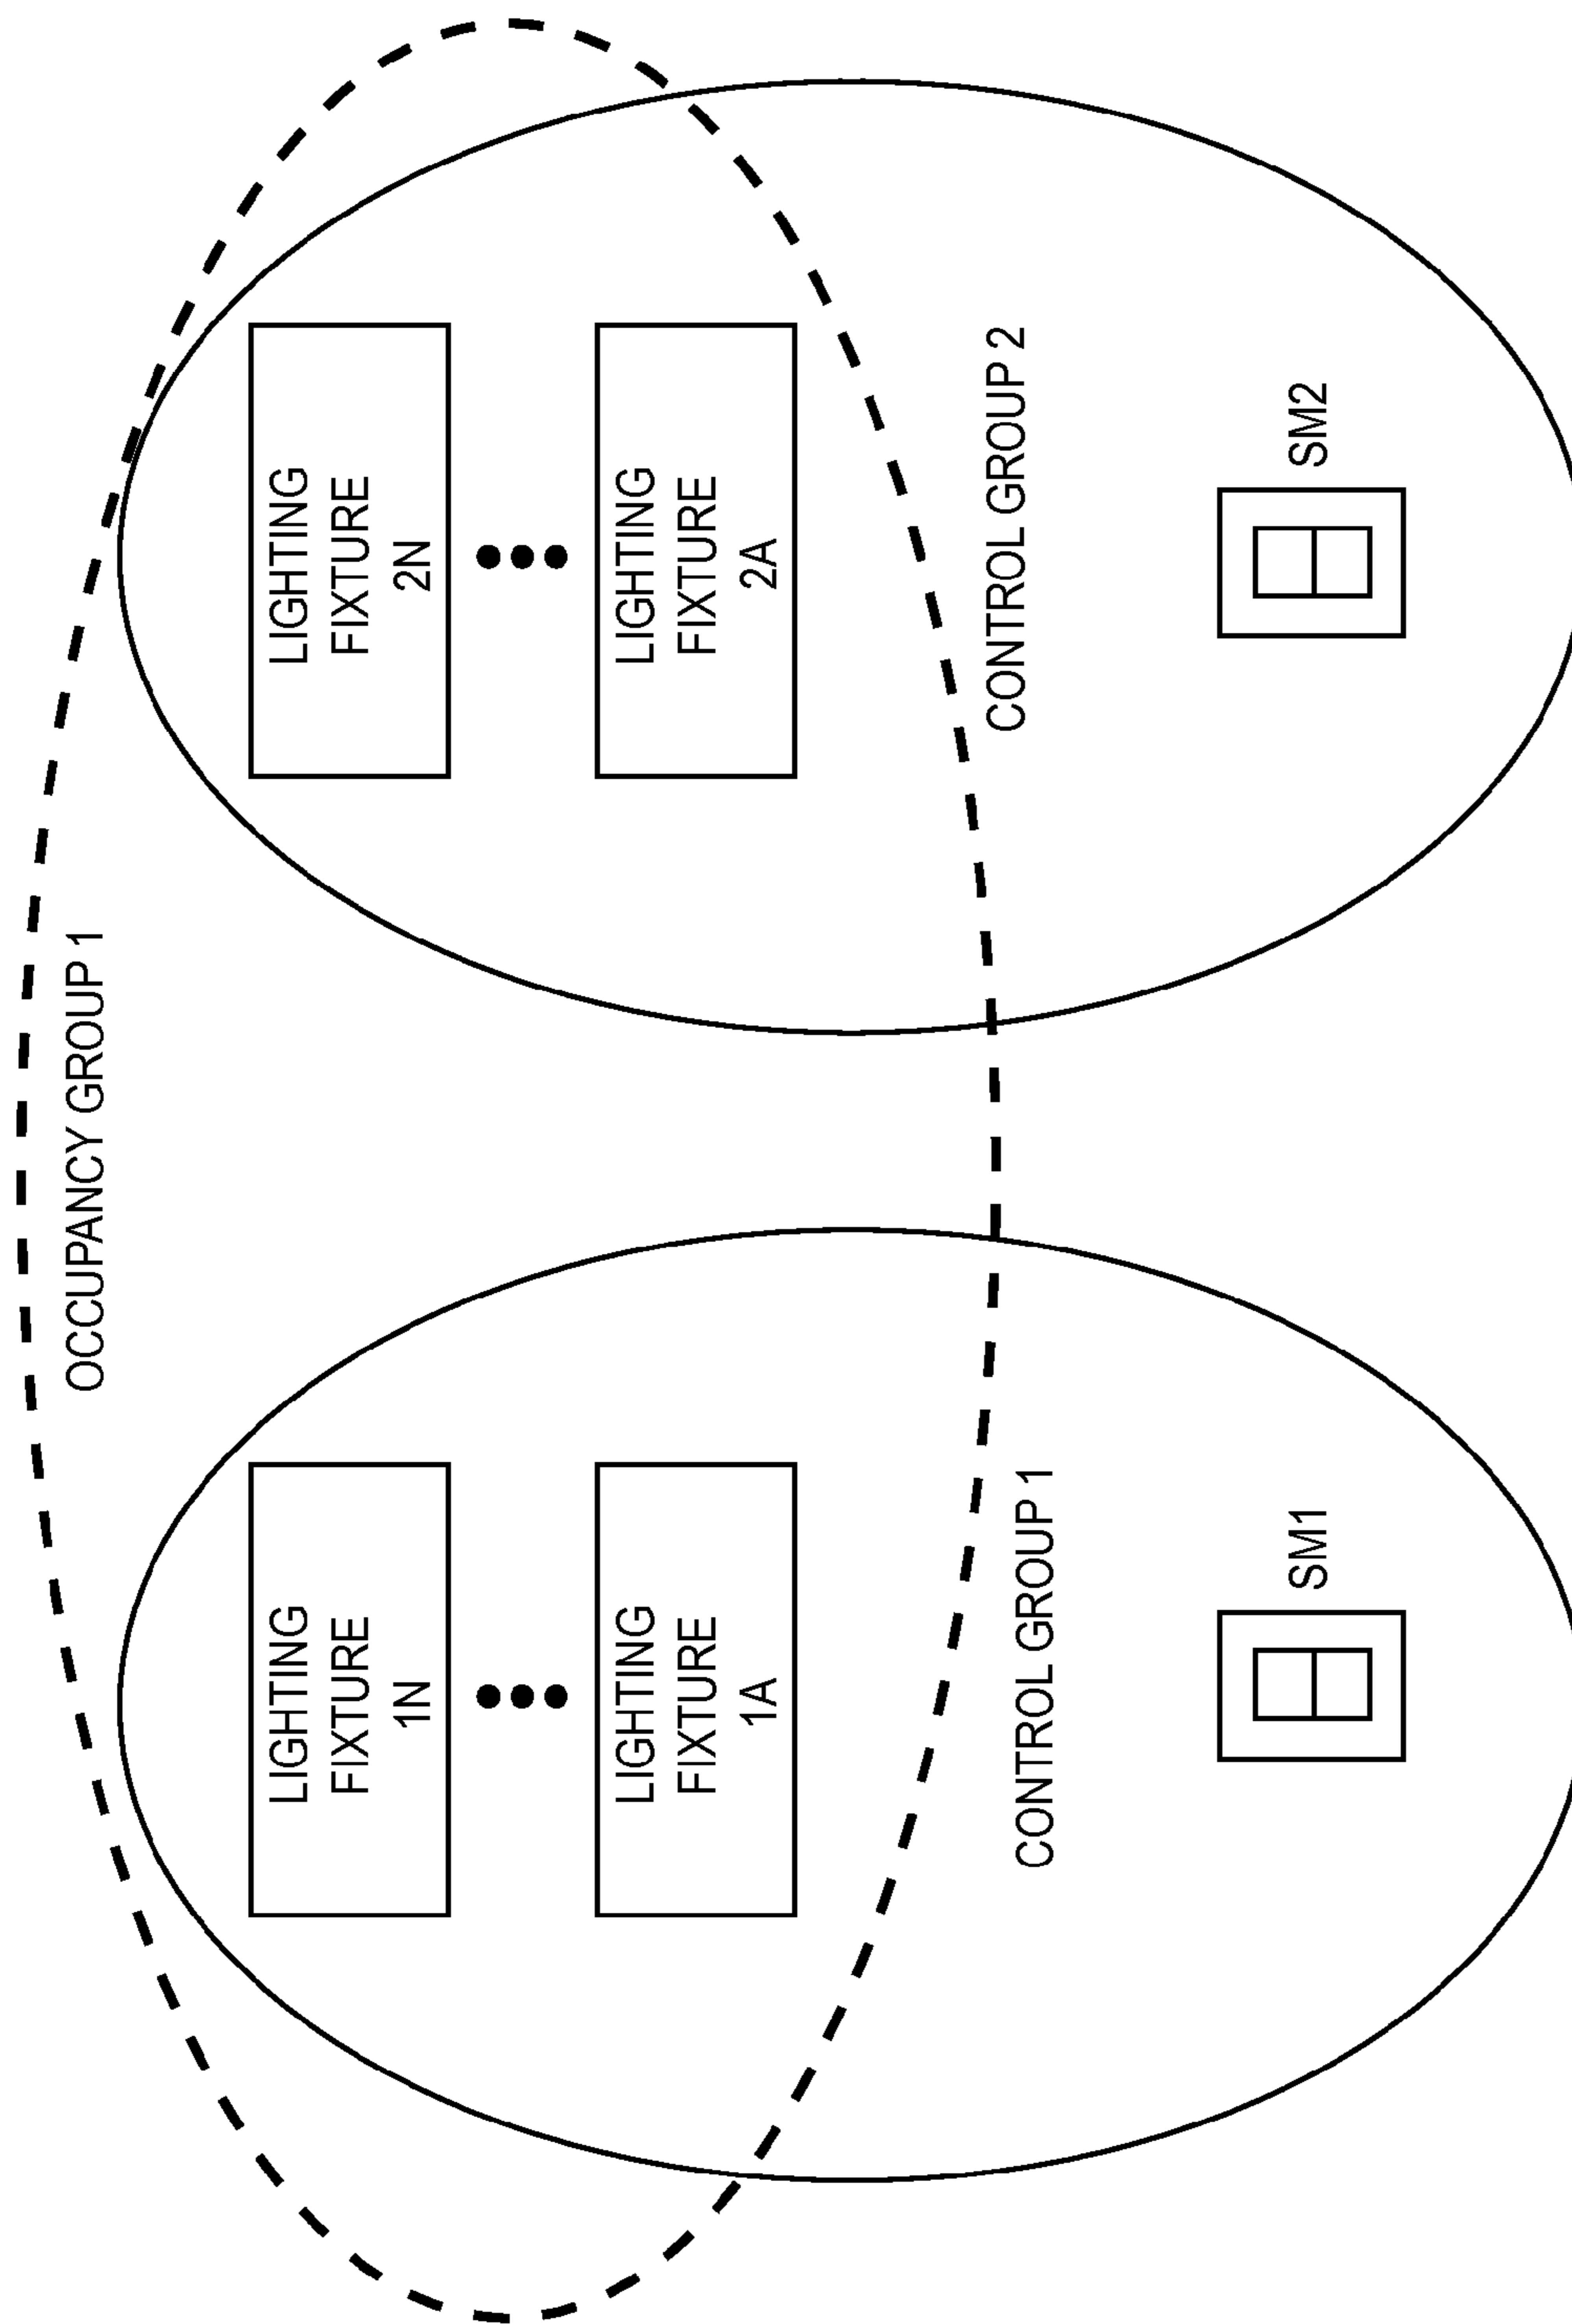 OCCUPANCY GROUP 1
LIGHTING
FIXTURE
1N
LIGHTING
FIXTURE
1A
CONTROL GROUP 1
SM1
LIGHTING
FIXTURE
2N
LIGHTING
FIXTURE
2A
CONTROL GROUP 2
SM2